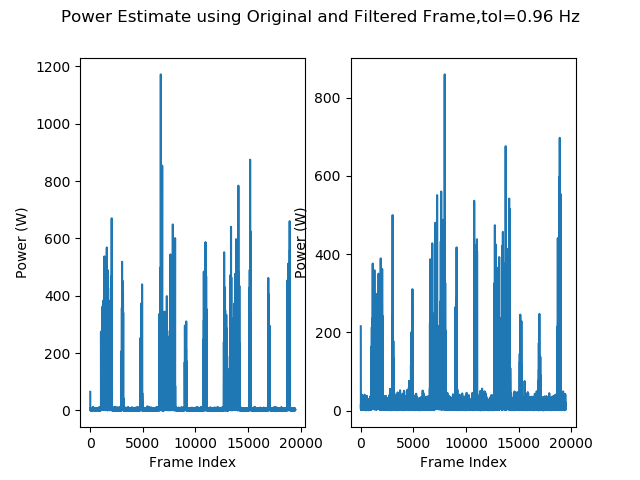 Power Estimate using Original and Filtered Frame,tol=0.96 Hz
1200
1000
800
600
400
200
0
Power (W)
0 5000 10000 15000 20000
Frame Index
800
600
400
200
0
Power (W)
0 5000 10000 15000 20000
Frame Index